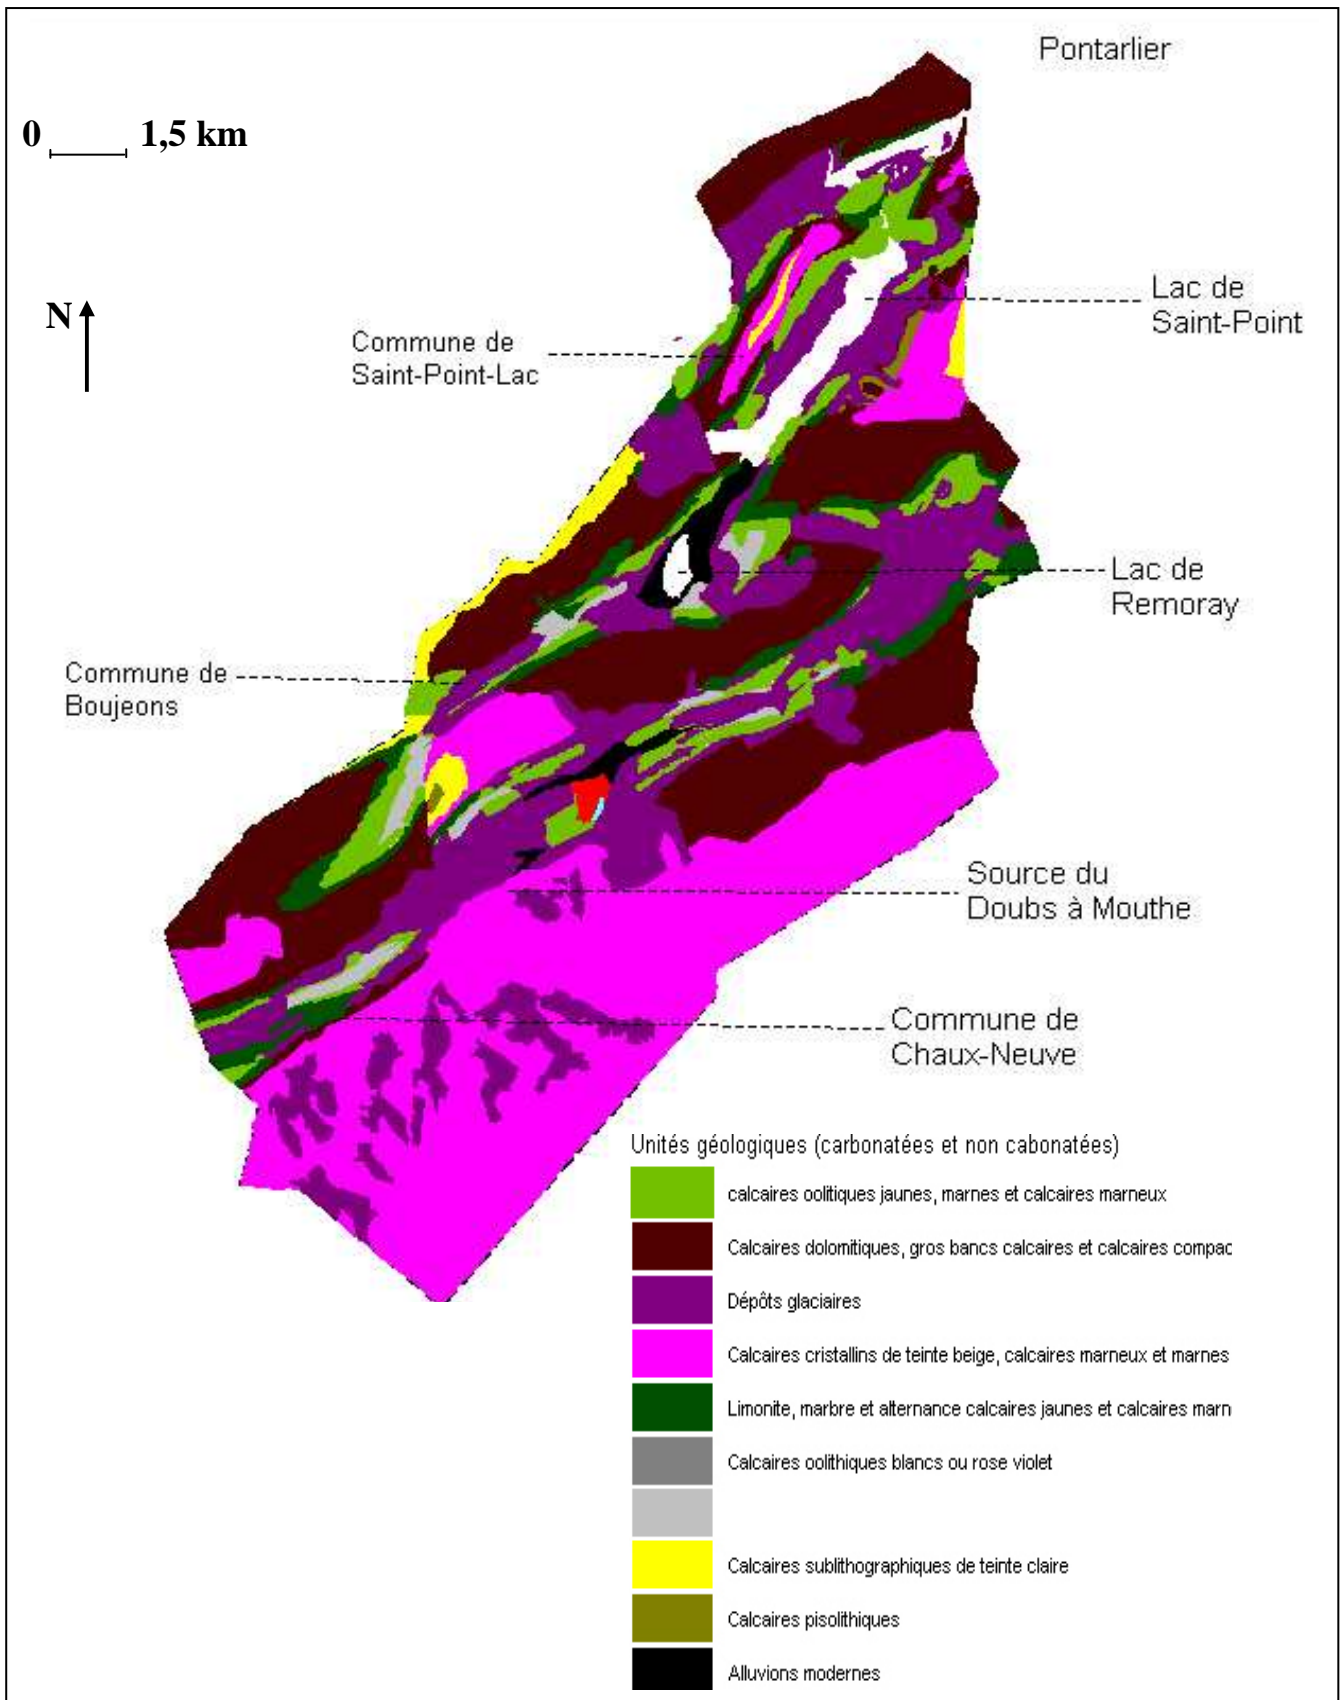 Pontarlier
0 1,5 km
N
Lac de
Saint-Point
Commune de
Saint-Point-Lac
Lac de
Remoray
Commune de
Boujeons
Source du
Doubs à Mouthe
Commune de
Chaux-Neuve
Unités géologiques (carbonatées et non cabonatées)
calcaires oolitiques jaunes, marnes et calcaires marneux
Calcaires dolomitiques, gros bancs calcaires et calcaires compac
Dépôts glaciaires
Calcaires cristallins de teinte beige, calcaires marneux et marnes
Limonite, marbre et alternance calcaires jaunes et calcaires marn
Calcaires oolithiques blancs ou rose violet
Calcaires sublithographiques de teinte claire
Calcaires pisolithiques
Alluvions modernes